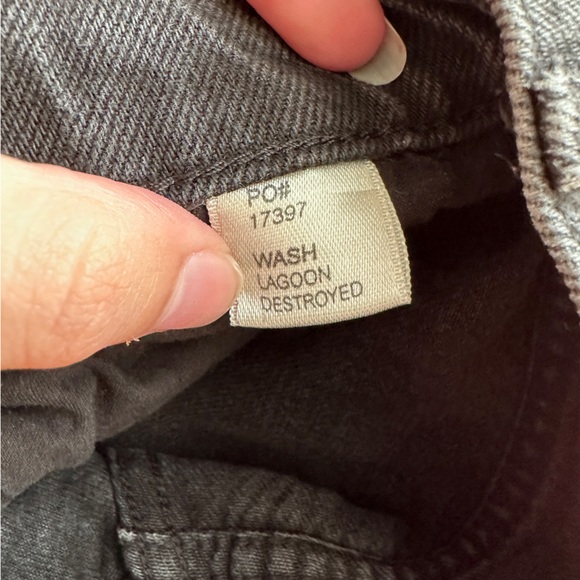 PO#
17397
WASH
LAGOON
DESTROYED